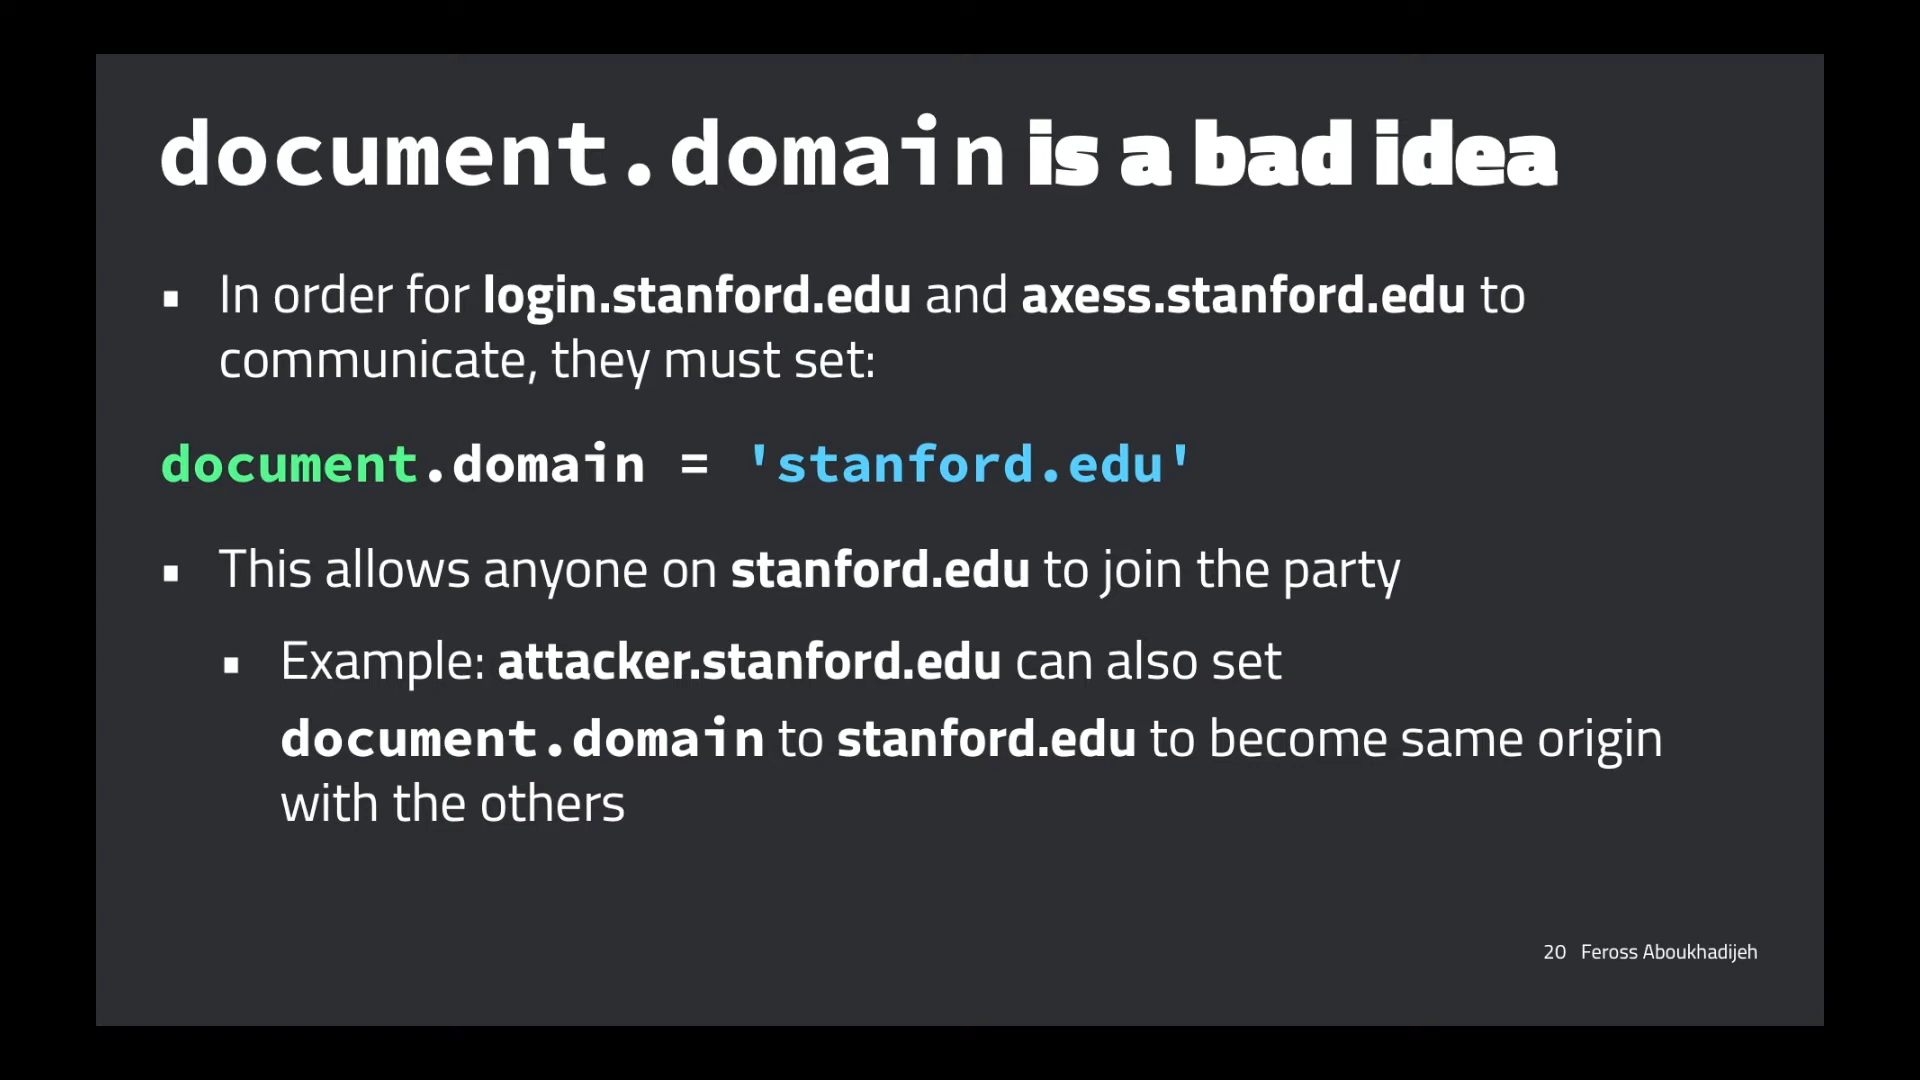 document.domain is a bad idea
▪ In order for login.stanford.edu and axess.stanford.edu to
communicate, they must set:
document.domain = 'stanford.edu'
▪ This allows anyone on stanford.edu to join the party
▪ Example: attacker.stanford.edu can also set
document.domain to stanford.edu to become same origin
with the others
20 Feross Aboukhadijeh